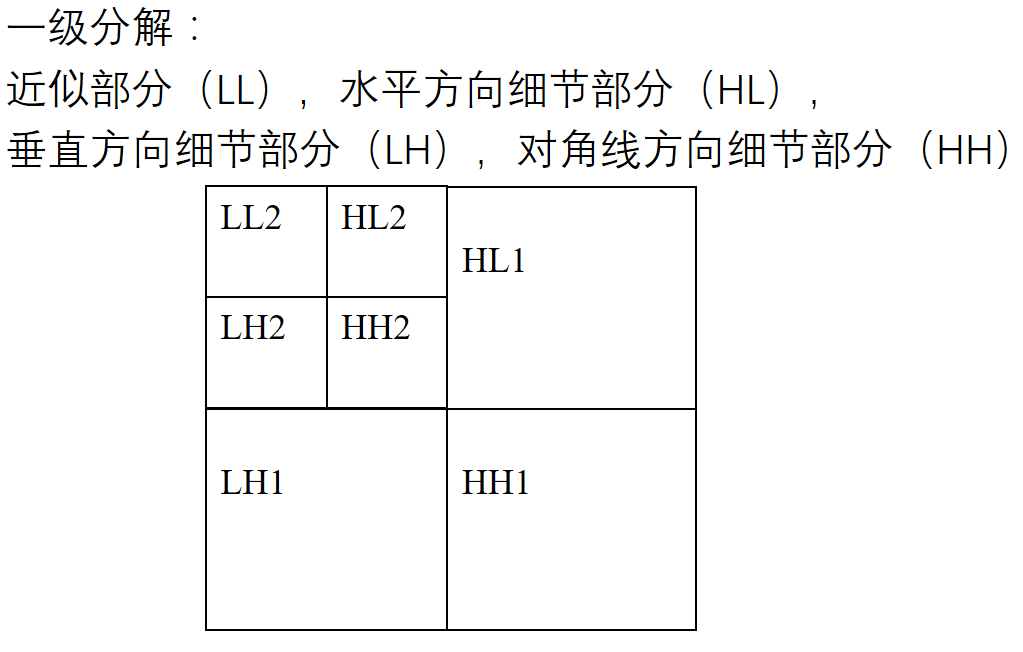 一级分解：
近似部分（LL），水平方向细节部分（HL），
垂直方向细节部分（LH），对角线方向细节部分（HH）
LL2 HL2
HL1
LH2 HH2
LH1 HH1